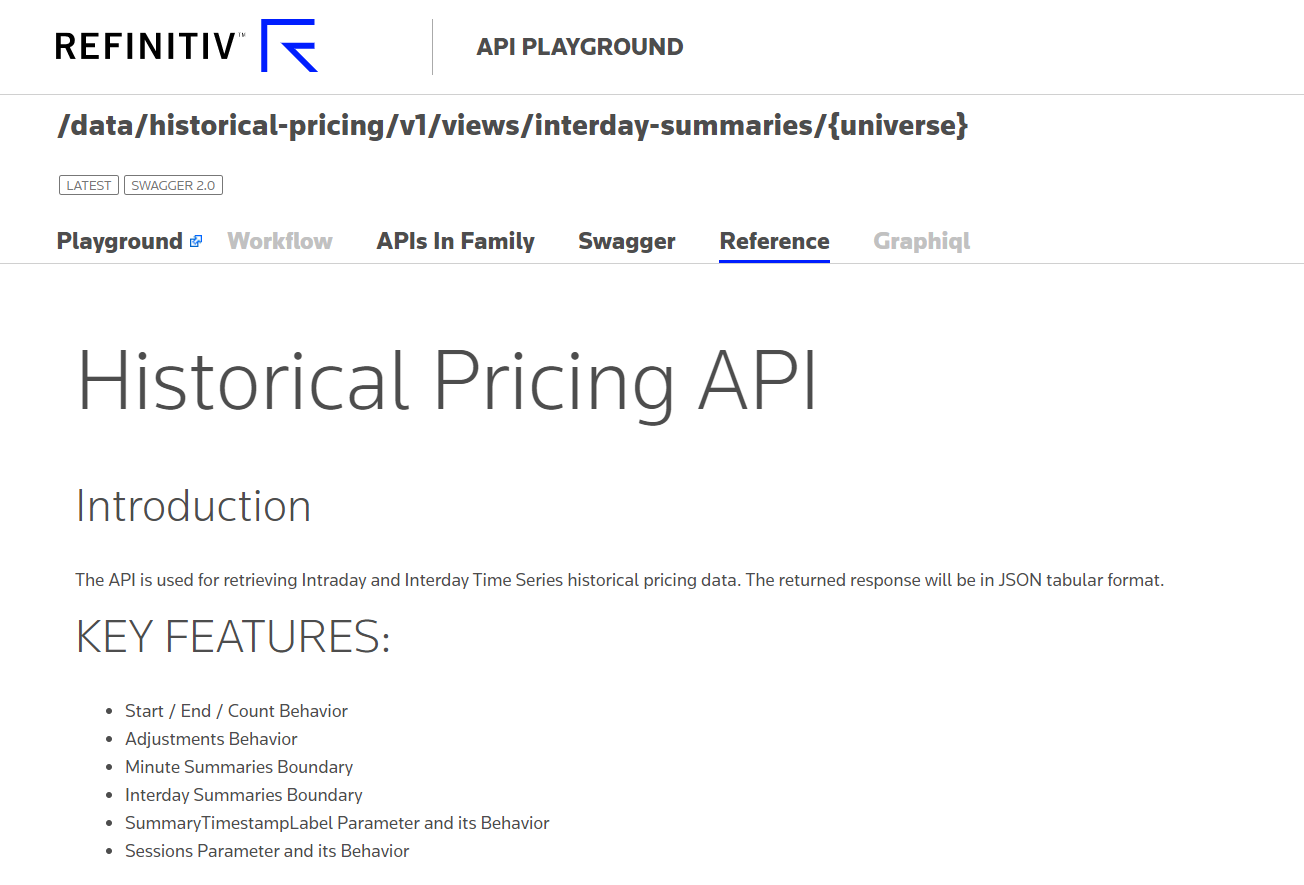 REFINITIV™
API PLAYGROUND
/data/historical-pricing/v1/views/interday-summaries/{universe}
LATEST SWAGGER 2.0
Playground Workflow APIs In Family Swagger Reference Graphiql
Historical Pricing API
Introduction
The API is used for retrieving Intraday and Interday Time Series historical pricing data. The returned response will be in JSON tabular format.
KEY FEATURES:
• Start / End / Count Behavior
• Adjustments Behavior
• Minute Summaries Boundary
• Interday Summaries Boundary
• SummaryTimestampLabel Parameter and its Behavior
• Sessions Parameter and its Behavior